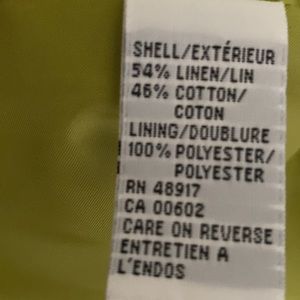 SHELL/EXTÉRIEUR
54% LINEN/LIN
46% COTTON/
COTON
LINING/DOUBLURE
100% POLYESTER/
POLYESTER
RN 48917
CA 00602
CARE ON REVERSE
ENTRETIEN A
L'ENDOS